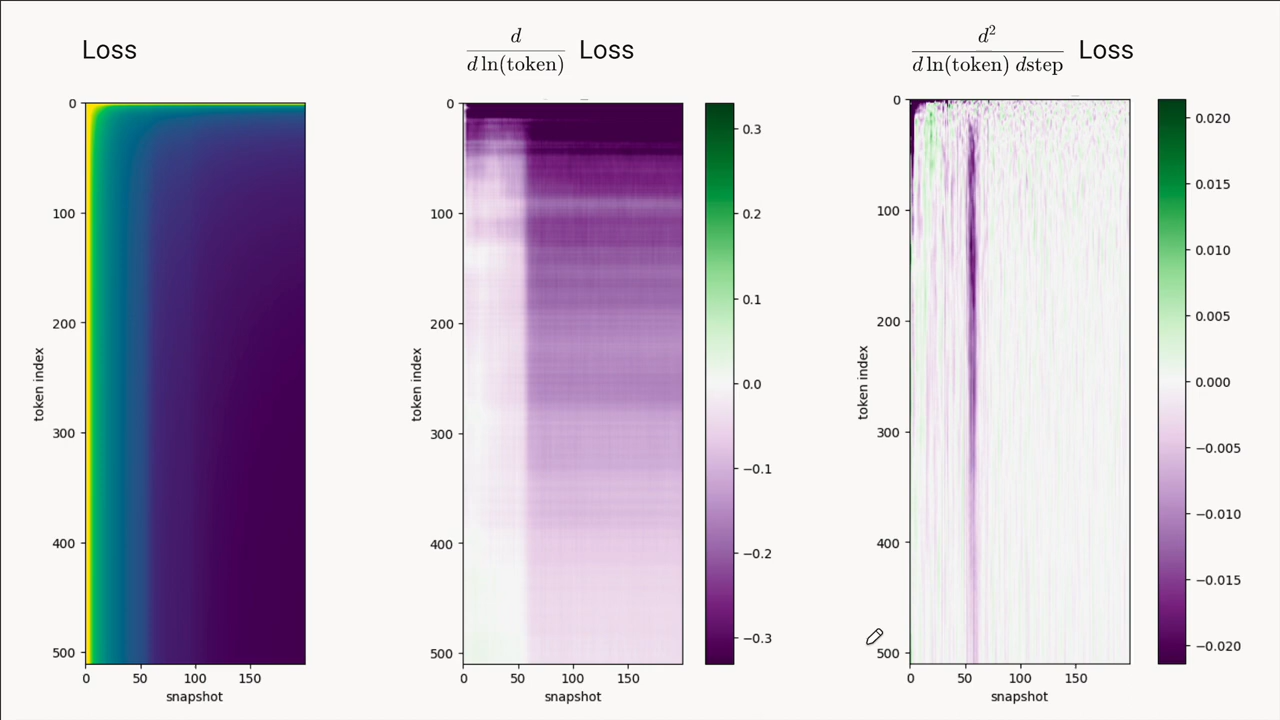 Loss
d
d ln(token) Loss
d²
d ln(token) dstep Loss
0
100
200
300
400
500
token index
0 50 100 150
snapshot
0
100
200
300
400
500
token index
0 50 100 150
snapshot
0.3
0.2
0.1
0.0
−0.1
−0.2
−0.3
0
100
200
300
400
500
token index
0 50 100 150
snapshot
0.020
0.015
0.010
0.005
0.000
−0.005
−0.010
−0.015
−0.020